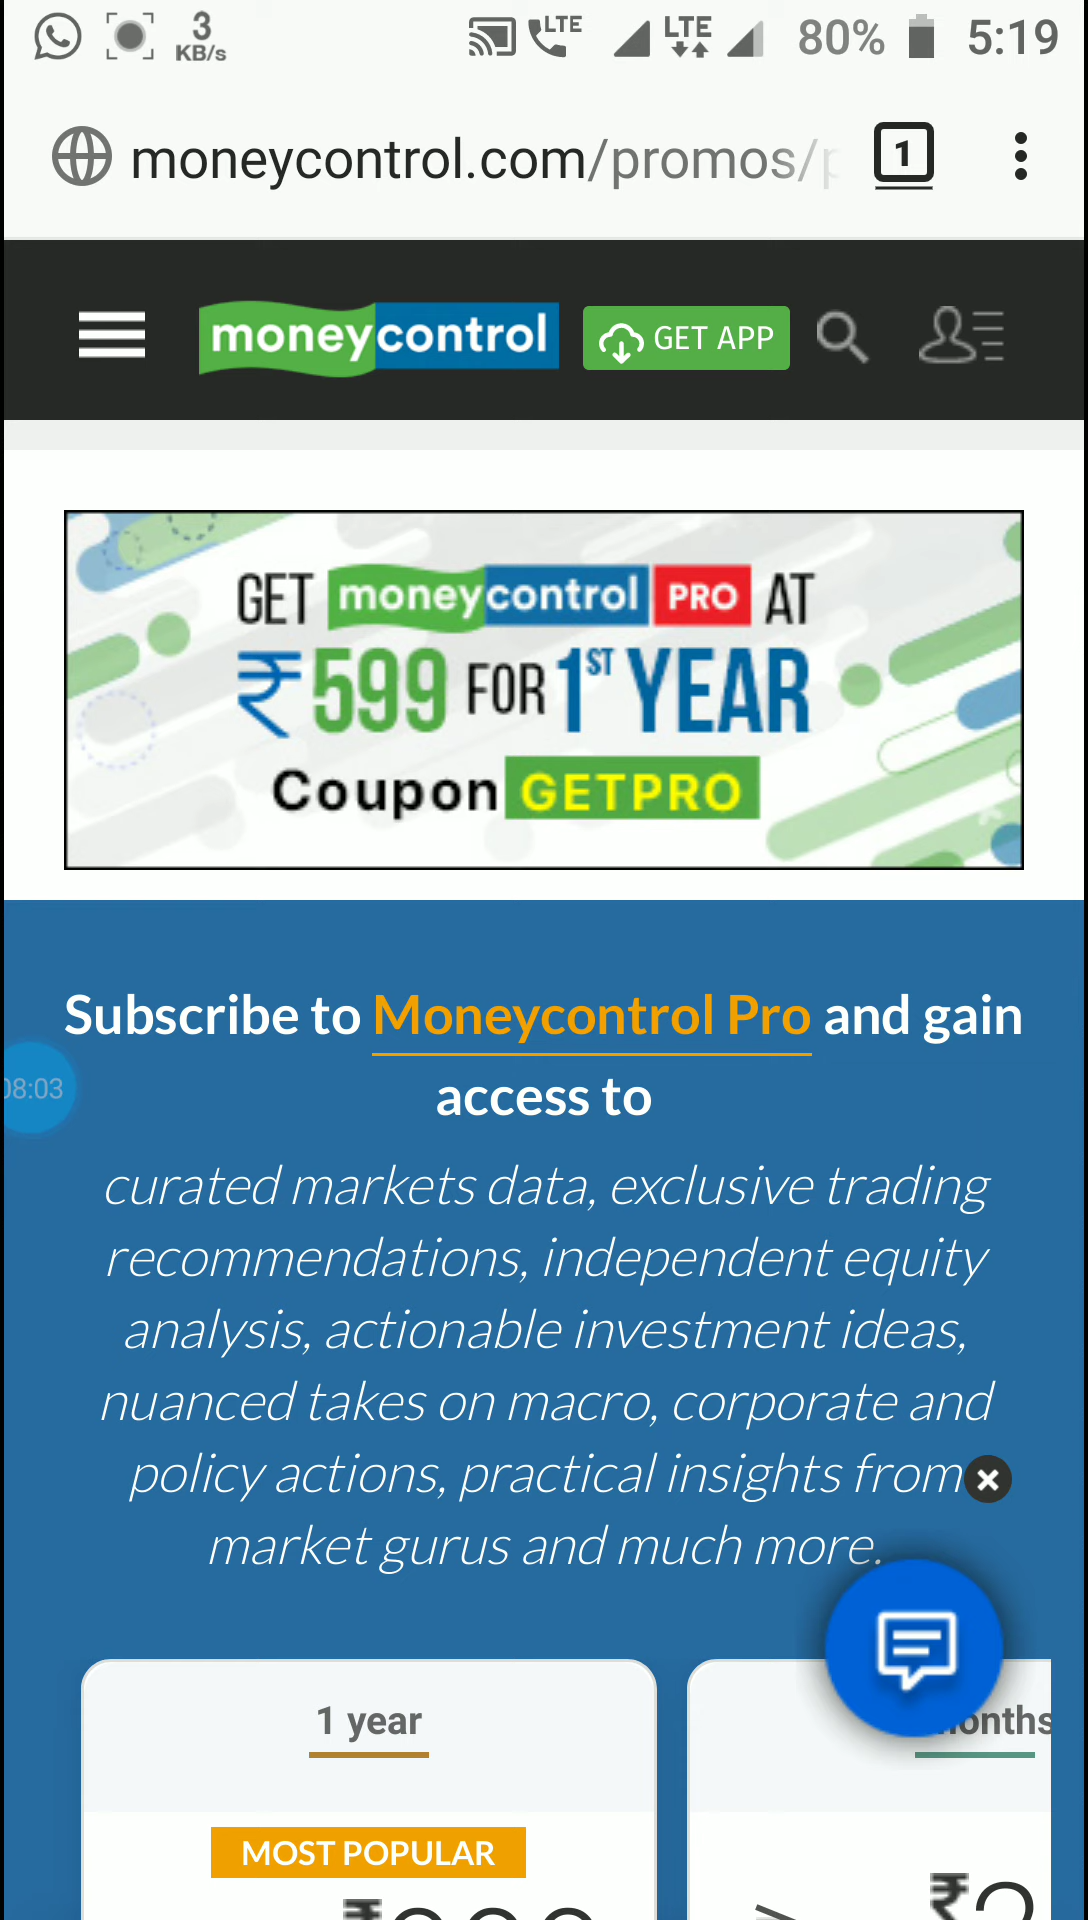 3
KB/s
LTE
LTE
80%
5:19
moneycontrol.com/promos/
1
moneycontrol
GET APP
GET moneycontrol PRO AT
₹599 FOR 1ST YEAR
Coupon GETPRO
Subscribe to Moneycontrol Pro and gain
access to
08:03
curated markets data, exclusive trading
recommendations, independent equity
analysis, actionable investment ideas,
nuanced takes on macro, corporate and
policy actions, practical insights from
market gurus and much more.
1 year
MOST POPULAR